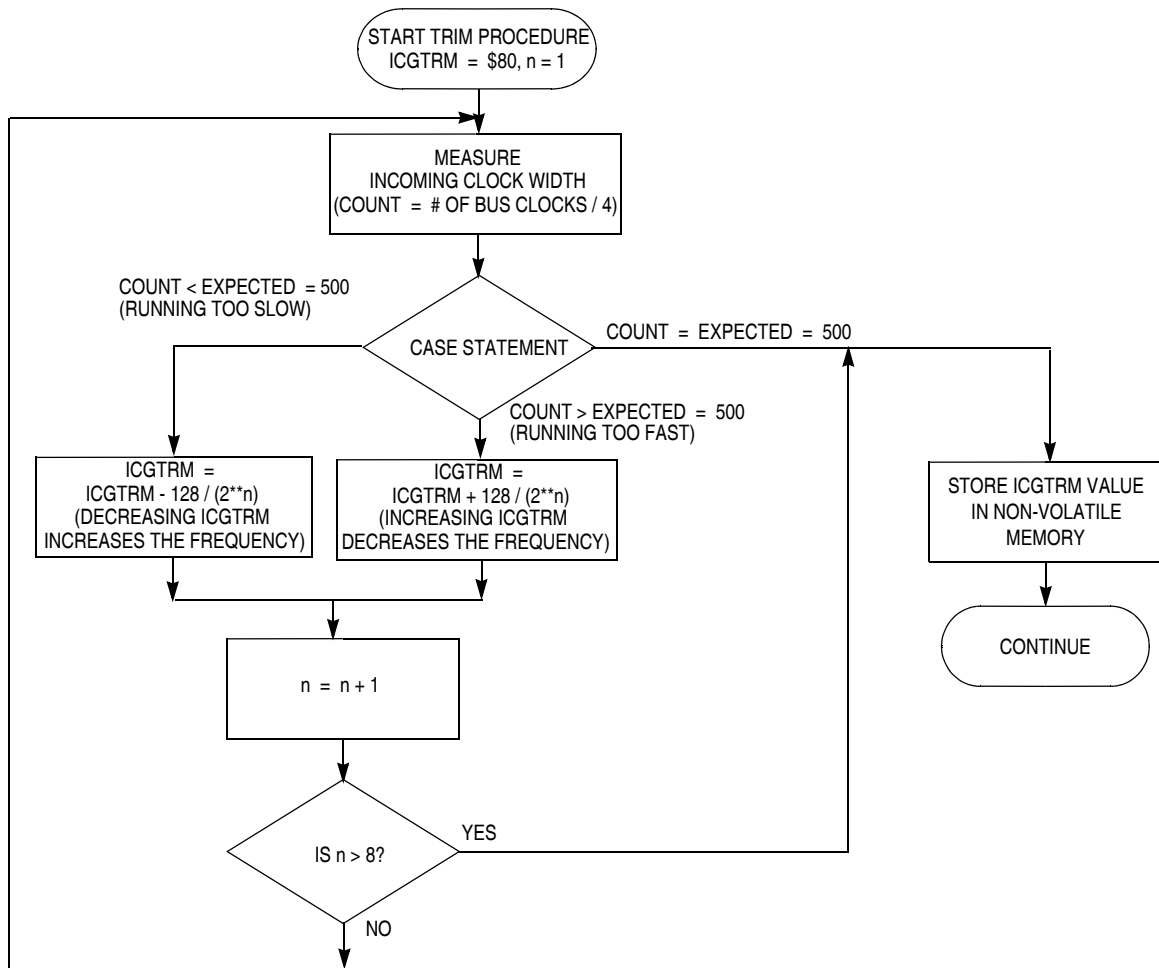 START TRIM PROCEDURE
ICGTRM = $80, n = 1
MEASURE
INCOMING CLOCK WIDTH
(COUNT = # OF BUS CLOCKS / 4)
COUNT < EXPECTED = 500
(RUNNING TOO SLOW)
CASE STATEMENT
COUNT = EXPECTED = 500
COUNT > EXPECTED = 500
(RUNNING TOO FAST)
ICGTRM =
ICGTRM - 128 / (2**n)
(DECREASING ICGTRM
INCREASES THE FREQUENCY)
ICGTRM =
ICGTRM + 128 / (2**n)
(INCREASING ICGTRM
DECREASES THE FREQUENCY)
STORE ICGTRM VALUE
IN NON-VOLATILE
MEMORY
CONTINUE
n = n + 1
IS n > 8?
YES
NO